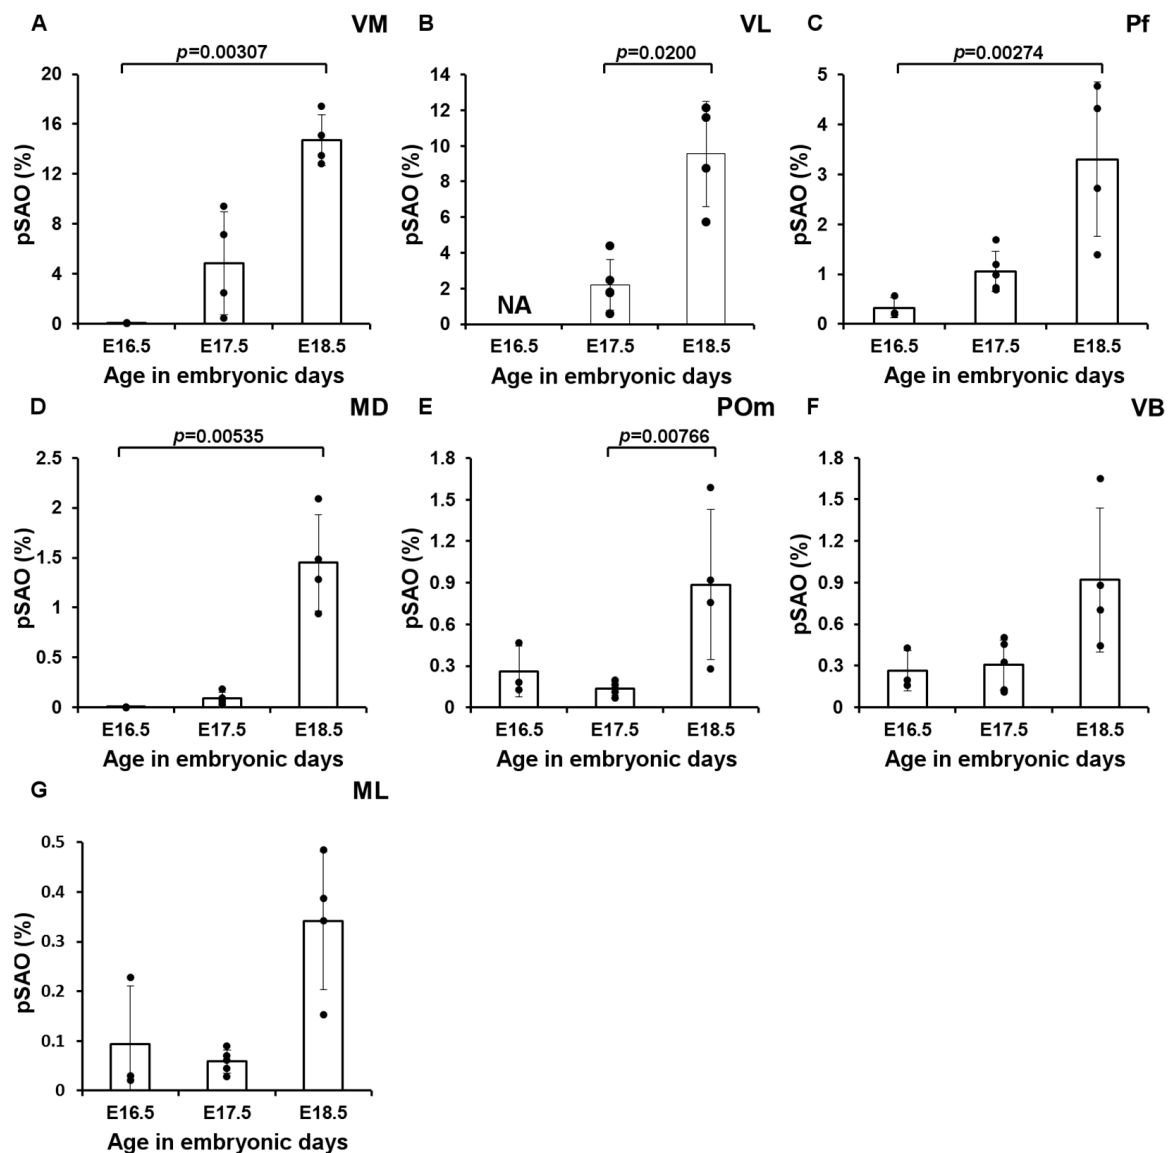 A VM
p=0.00307
20
16
12
8
4
0
pSAO (%)
E16.5 E17.5 E18.5
Age in embryonic days
B VL
p=0.0200
14
12
10
8
6
4
2
0
pSAO (%)
NA
E16.5 E17.5 E18.5
Age in embryonic days
C Pf
p=0.00274
5
4
3
2
1
0
pSAO (%)
E16.5 E17.5 E18.5
Age in embryonic days
D MD
p=0.00535
2.5
2
1.5
1
0.5
0
pSAO (%)
E16.5 E17.5 E18.5
Age in embryonic days
E POm
p=0.00766
1.8
1.5
1.2
0.9
0.6
0.3
0
pSAO (%)
E16.5 E17.5 E18.5
Age in embryonic days
F VB
1.8
1.5
1.2
0.9
0.6
0.3
0
pSAO (%)
E16.5 E17.5 E18.5
Age in embryonic days
G ML
0.5
0.4
0.3
0.2
0.1
0
pSAO (%)
E16.5 E17.5 E18.5
Age in embryonic days